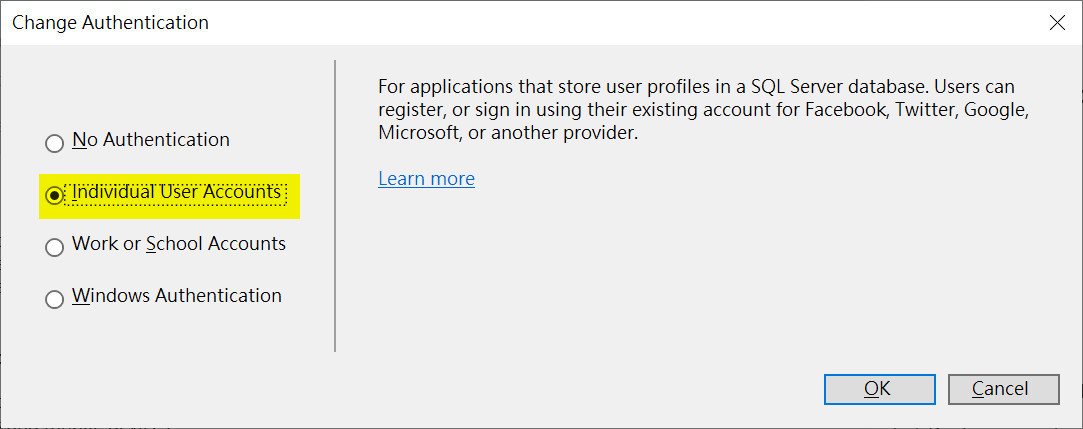 Change Authentication
For applications that store user profiles in a SQL Server database. Users can
register, or sign in using their existing account for Facebook, Twitter, Google,
Microsoft, or another provider.
Learn more
No Authentication
Individual User Accounts
Work or School Accounts
Windows Authentication
OK
Cancel